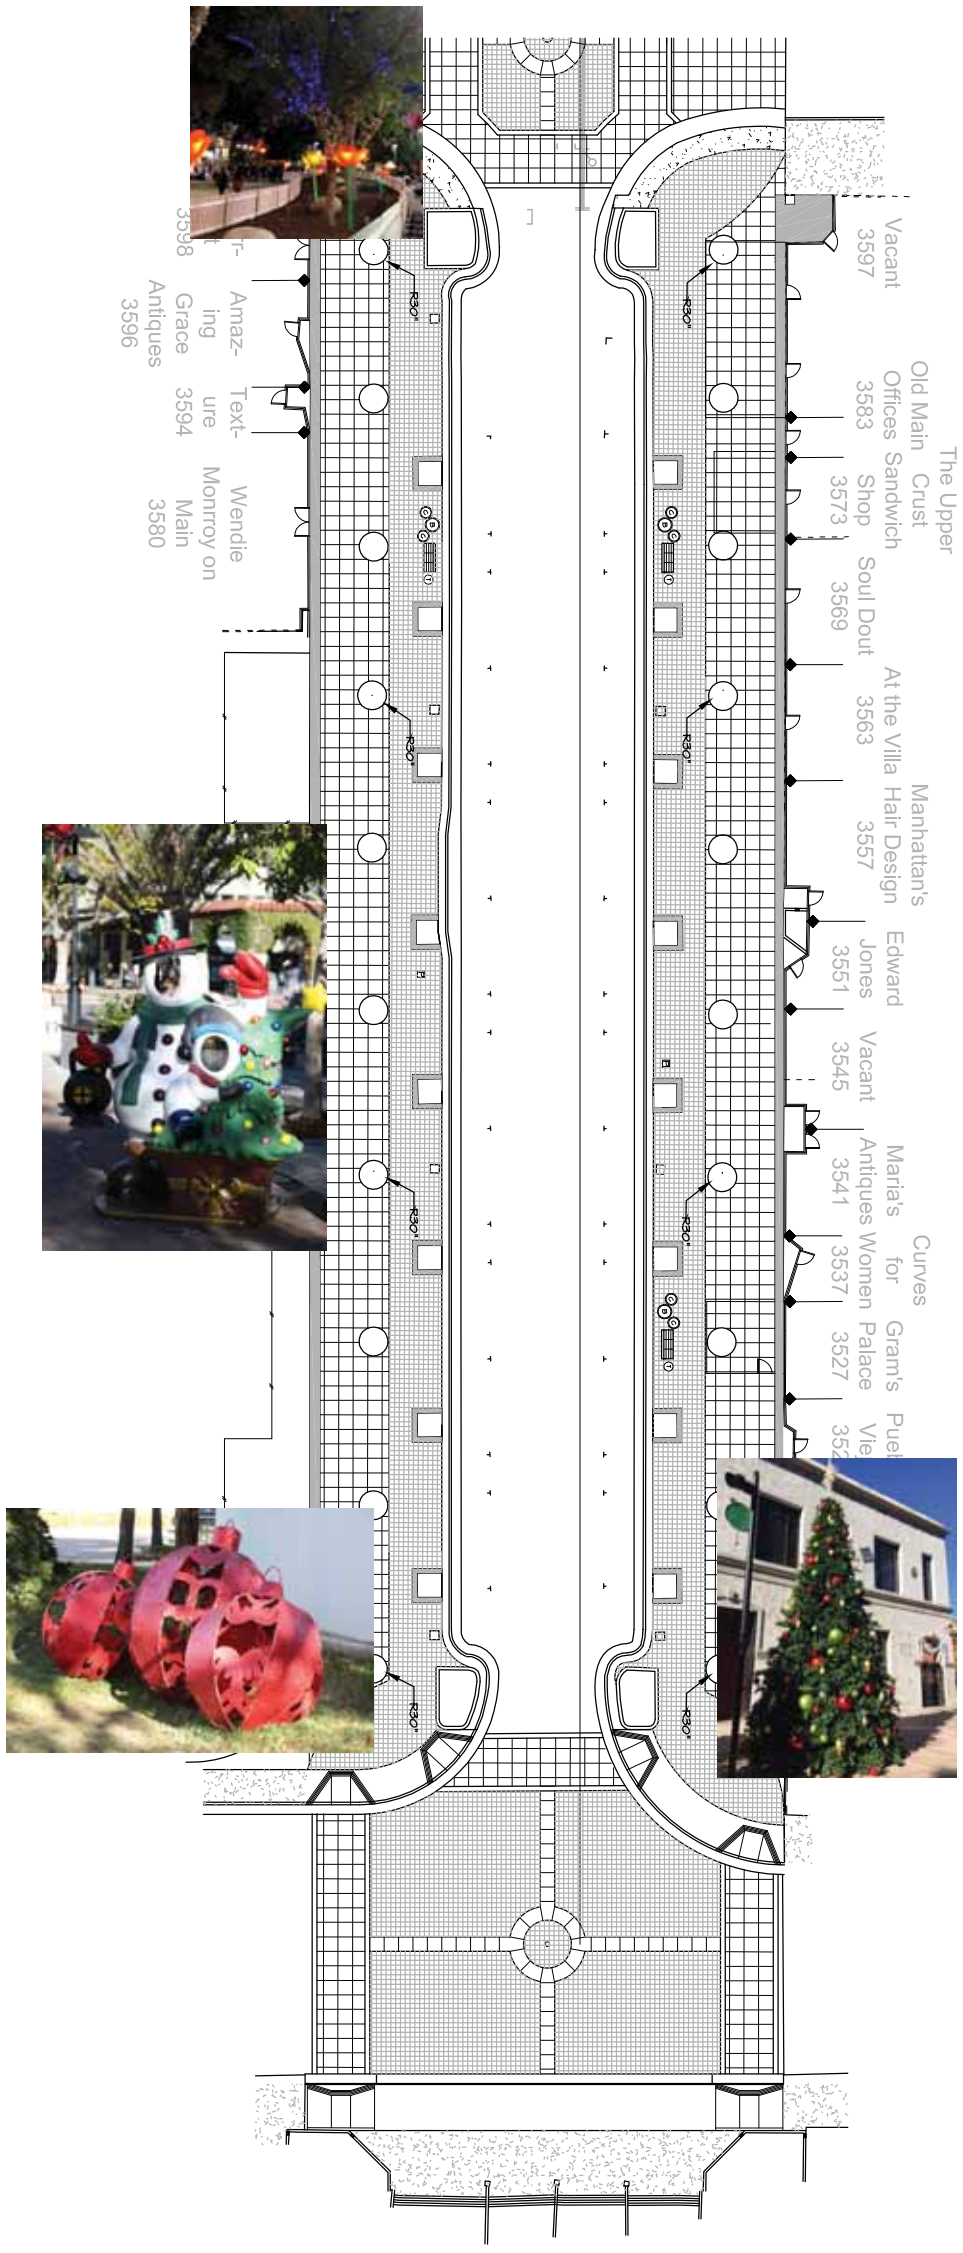 Vacant
3597
Old Main
Offices
3583
The Upper
Crust
Sandwich
Shop
3573
Soul Dout
3569
At the Villa
3563
Manhattan's
Hair Design
3557
Edward
Jones
3551
Vacant
3545
Maria's
Antiques
3541
Curves
for
Women
3537
Gram's
Palace
3527
3598
Amaz-
ing
Grace
Antiques
3596
Text-
ure
3594
Wendie
Monrroy on
Main
3580
R30"
R30"
R30"
R30"
R30"
R30"
R30"
R30"
C
B
C
T
C
B
C
T
C
B
C
T